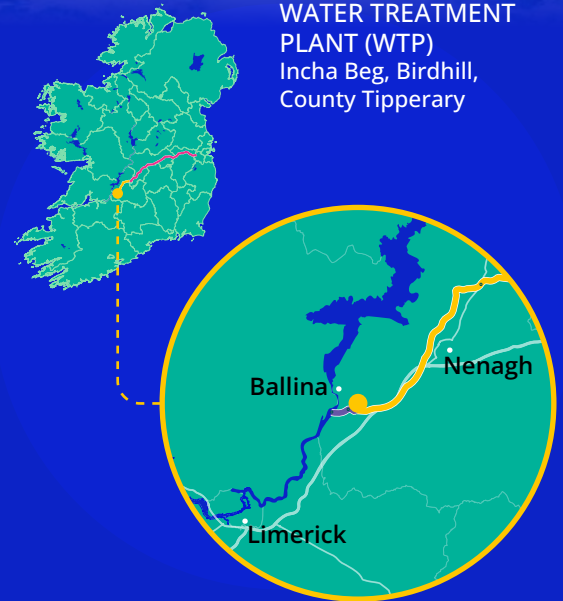 WATER TREATMENT
PLANT (WTP)
Incha Beg, Birdhill,
County Tipperary
Nenagh
Ballina
Limerick